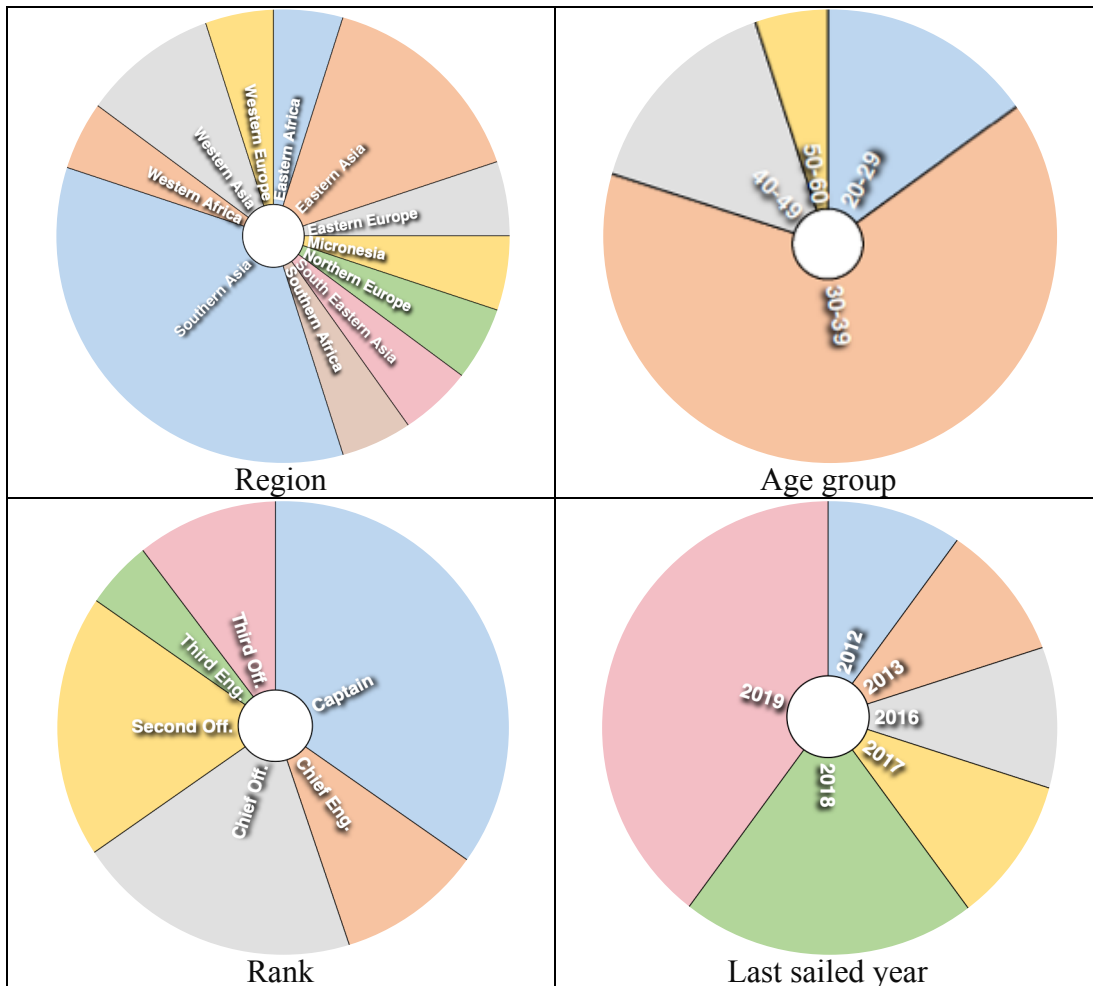 Eastern Africa
Eastern Asia
Eastern Europe
Micronesia
Northern Europe
South Eastern Asia
Southern Africa
Southern Asia
Western Africa
Western Asia
Western Europe
Region
20-29
30-39
40-49
50-60
Age group
Captain
Chief Eng.
Chief Off.
Second Off.
Third Eng.
Third Off.
Rank
2012
2013
2016
2017
2018
2019
Last sailed year